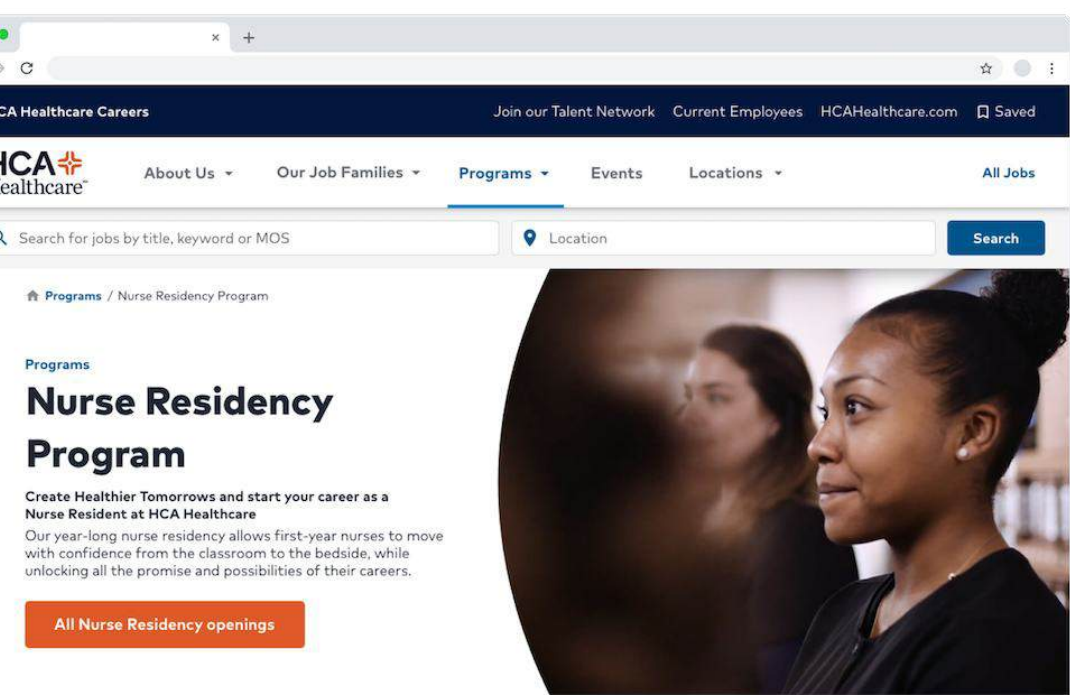 CA Healthcare Careers
Join our Talent Network Current Employees HCAHealthcare.com Saved
HCA
Healthcare
About Us Our Job Families Programs Events Locations All Jobs
Search for jobs by title, keyword or MOS Location Search
Programs / Nurse Residency Program
Programs
Nurse Residency
Program
Create Healthier Tomorrows and start your career as a
Nurse Resident at HCA Healthcare
Our year-long nurse residency allows first-year nurses to move
with confidence from the classroom to the bedside, while
unlocking all the promise and possibilities of their careers.
All Nurse Residency openings